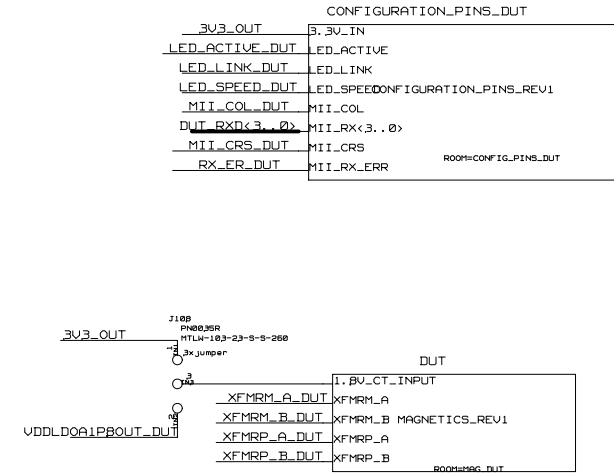 CONFIGURATION_PINS_DUT
3V3_OUT 3.3V_IN
LED_ACTIVE_DUT LED_ACTIVE
LED_LINK_DUT LED_LINK
LED_SPEED_DUT LED_SPEED CONFIGURATION_PINS_REV1
MII_COL_DUT MII_COL
DUT_RXD<3..0> MII_RX<3..0>
MII_CRS_DUT MII_CRS
ROOM=CONFIG_PINS_DUT
RX_ER_DUT MII_RX_ERR
J108
PN0035R
3V3_OUT MTLW-103-23-S-S-260
3xjumper
DUT
3
1.8V_CT_INPUT
XFMRM_A_DUT XFMRM_A
XFMRM_B_DUT XFMRM_B MAGNETICS_REV1
VDDLDOA1P8OUT_DUT XFMRP_A_DUT XFMRP_A
XFMRP_B_DUT XFMRP_B
ROOM=MAG_DUT